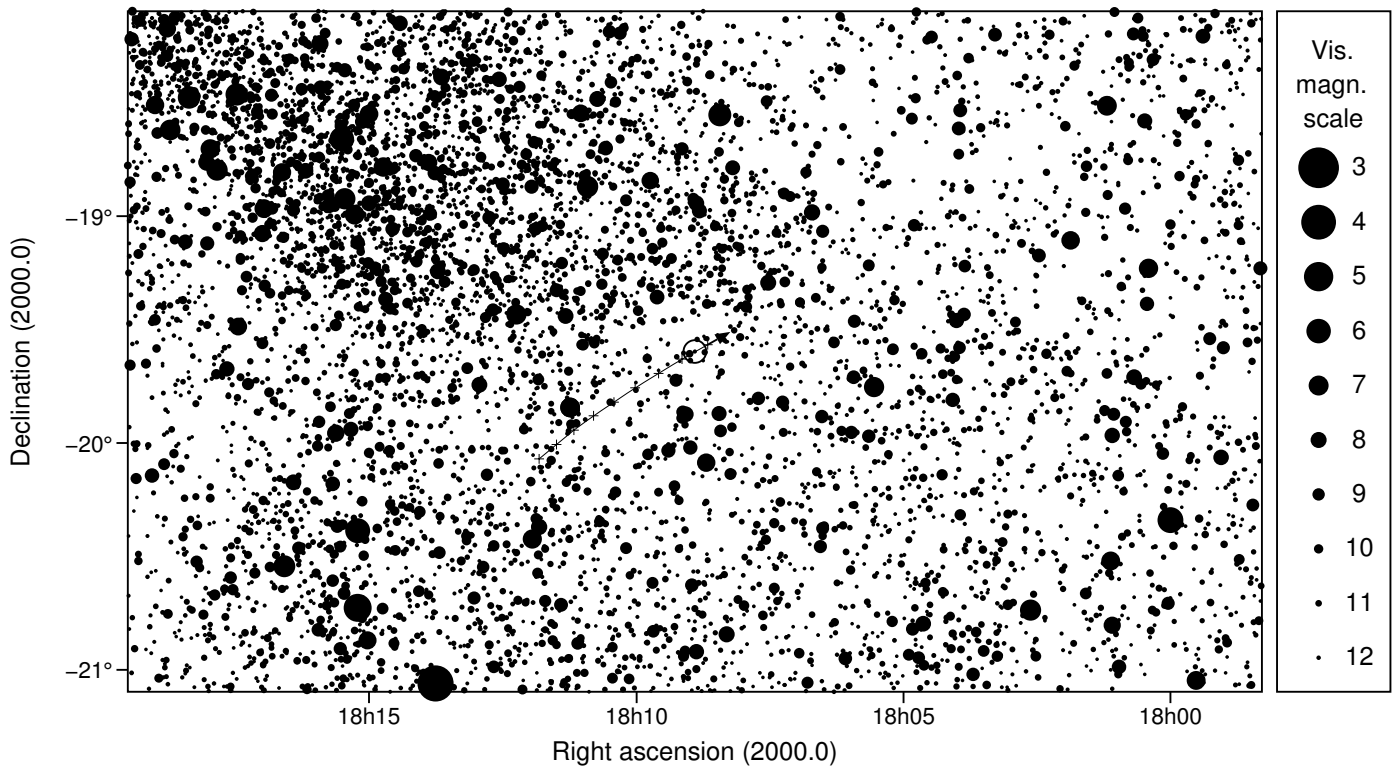 Vis.
magn.
scale
3
4
5
6
7
8
9
10
11
12
Declination (2000.0)
−19°
−20°
−21°
18h15 18h10 18h05 18h00
Right ascension (2000.0)